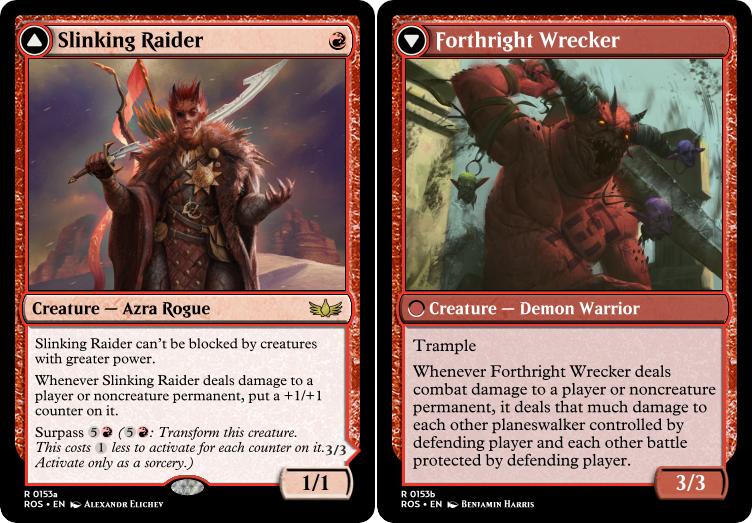 Slinking Raider
Creature — Azra Rogue
Slinking Raider can't be blocked by creatures
with greater power.
Whenever Slinking Raider deals damage to a
player or noncreature permanent, put a +1/+1
counter on it.
Surpass 5 (5 : Transform this creature.
This costs 1 less to activate for each counter on it.
Activate only as a sorcery.)
3/3
1/1
R 0153a
ROS • EN Alexandr Elichev
Forthright Wrecker
Creature — Demon Warrior
Trample
Whenever Forthright Wrecker deals
combat damage to a player or noncreature
permanent, it deals that much damage to
each other planeswalker controlled by
defending player and each other battle
protected by defending player.
3/3
R 0153b
ROS • EN Benjamin Harris